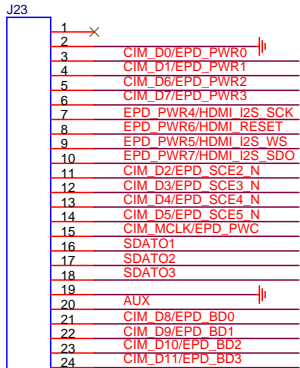 J23
1
2
3 CIM_D0/EPD_PWR0
4 CIM_D1/EPD_PWR1
5 CIM_D6/EPD_PWR2
6 CIM_D7/EPD_PWR3
7 EPD_PWR4/HDMI_I2S_SCK
8 EPD_PWR6/HDMI_RESET
9 EPD_PWR5/HDMI_I2S_WS
10 EPD_PWR7/HDMI_I2S_SDO
11 CIM_D2/EPD_SCE2_N
12 CIM_D3/EPD_SCE3_N
13 CIM_D4/EPD_SCE4_N
14 CIM_D5/EPD_SCE5_N
15 CIM_MCLK/EPD_PWC
16 SDATO1
17 SDATO2
18 SDATO3
19
20 AUX
21 CIM_D8/EPD_BD0
22 CIM_D9/EPD_BD1
23 CIM_D10/EPD_BD2
24 CIM_D11/EPD_BD3